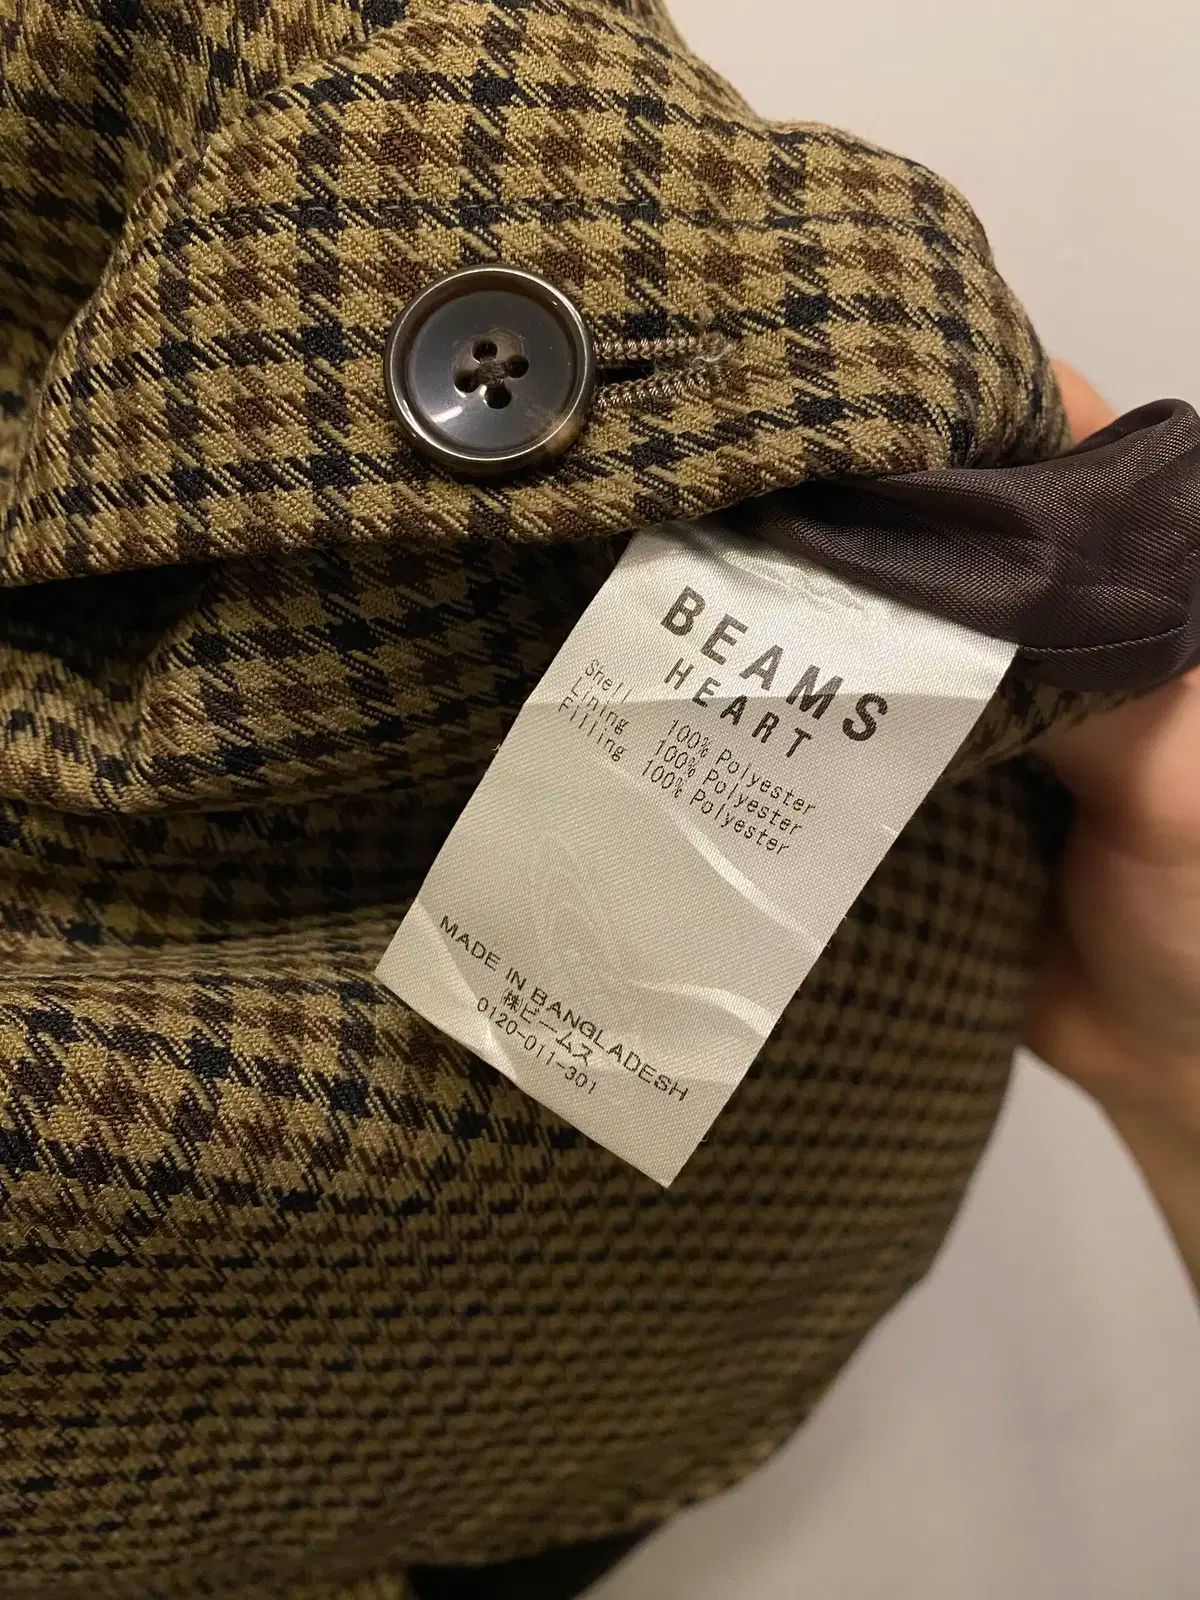 BEAMS
HEART
Shell 100% Polyester
Lining 100% Polyester
Filling 100% Polyester
MADE IN BANGLADESH
㈱ビームス
0120-011-301